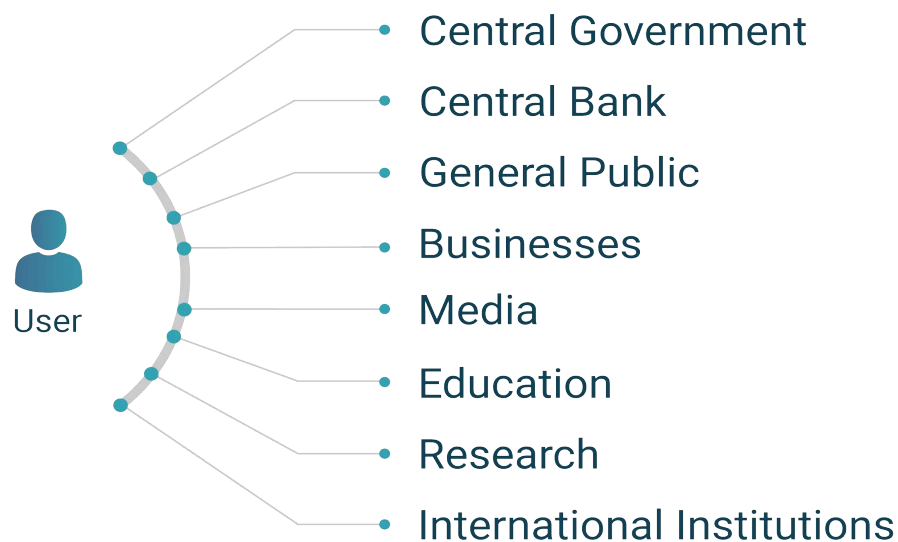 Central Government
Central Bank
General Public
Businesses
User
Media
Education
Research
International Institutions